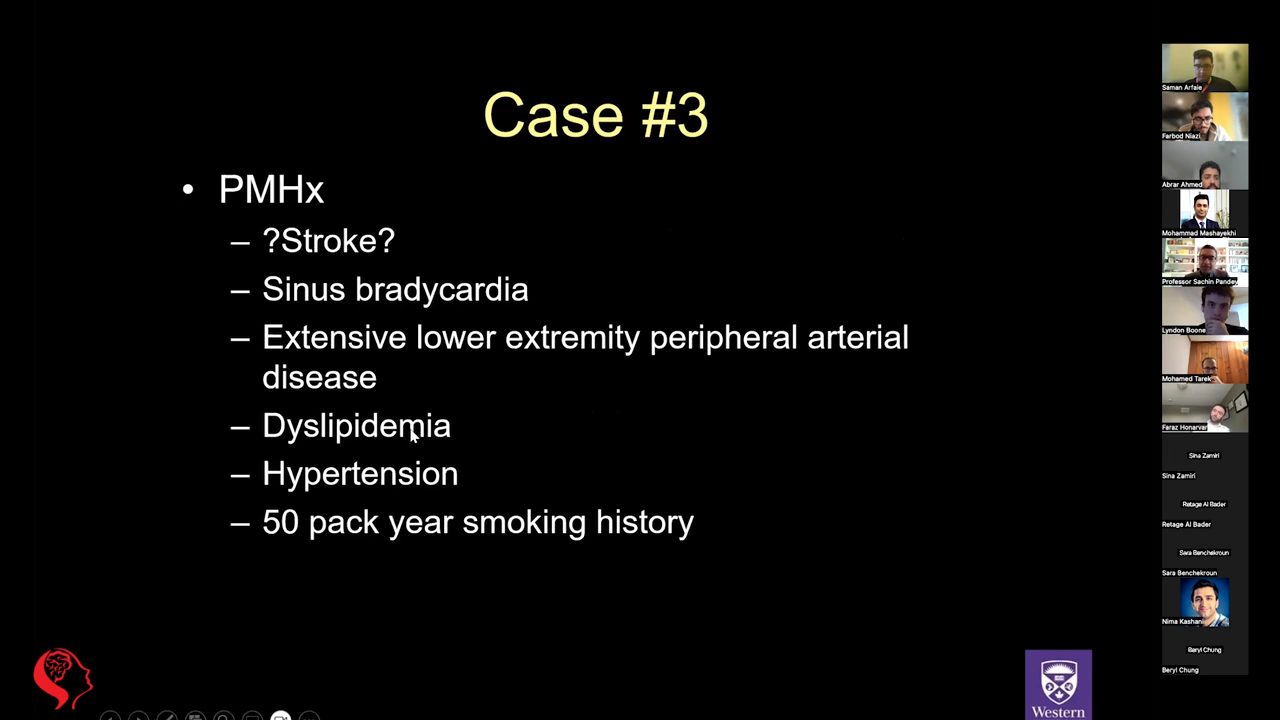 Case #3
• PMHx
– ?Stroke?
– Sinus bradycardia
– Extensive lower extremity peripheral arterial
disease
– Dyslipidemia
– Hypertension
– 50 pack year smoking history
Western
Saman Arfaie
Farbod Niazi
Abrar Ahmed
Mohammad Mashayekhi
Professor Sachin Pandey
Lyndon Boone
Mohamed Tarek
Faraz Honarvar
Sina Zamiri
Sina Zamiri
Retage Al Bader
Retage Al Bader
Sara Benchekroun
Sara Benchekroun
Nima Kashani
Beryl Chung
Beryl Chung